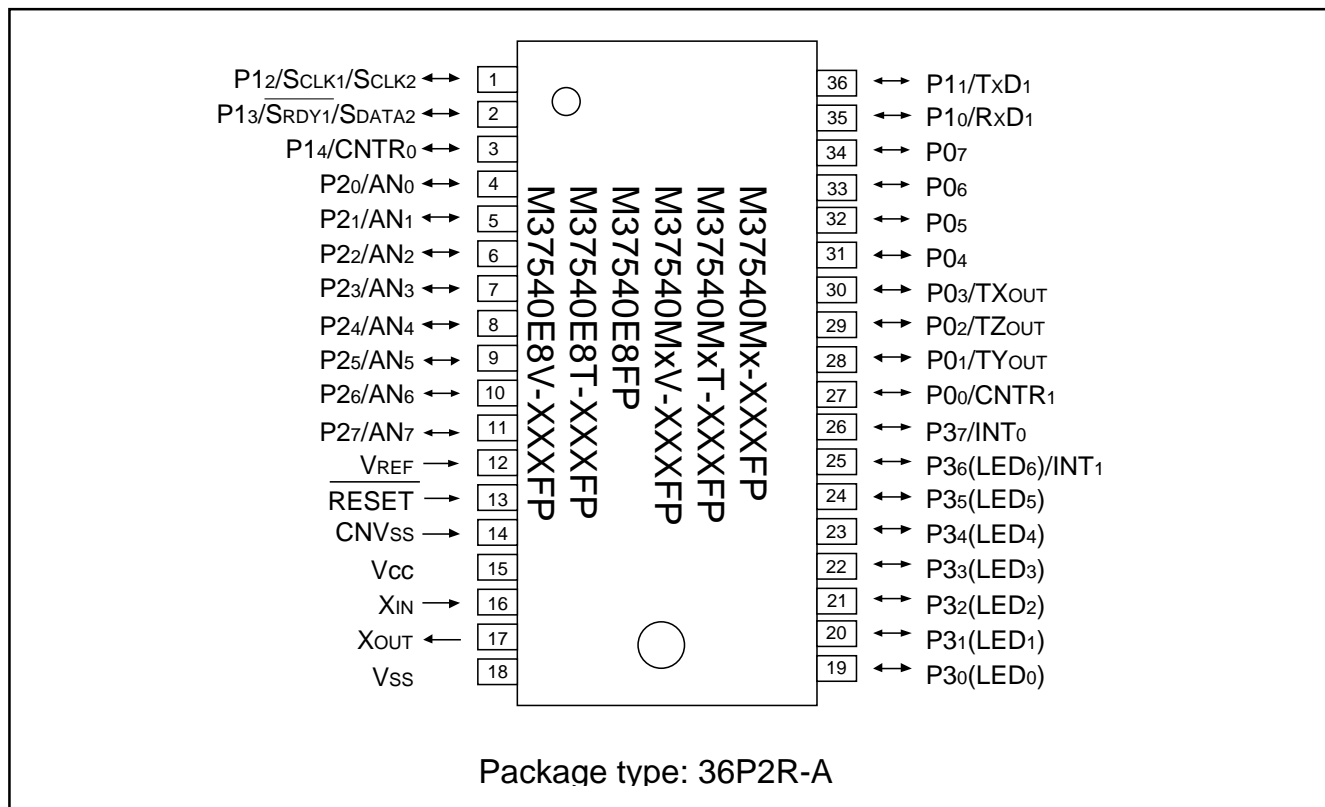 P1₂/SCLK1/SCLK2
P1₃/S̅R̅D̅Y̅1̅/SDATA2
P1₄/CNTR₀
P2₀/AN₀
P2₁/AN₁
P2₂/AN₂
P2₃/AN₃
P2₄/AN₄
P2₅/AN₅
P2₆/AN₆
P2₇/AN₇
VREF
R̅E̅S̅E̅T̅
CNVSS
Vcc
XIN
XOUT
VSS
1
2
3
4
5
6
7
8
9
10
11
12
13
14
15
16
17
18
M37540Mx-XXXFP
M37540MxT-XXXFP
M37540MxV-XXXFP
M37540E8FP
M37540E8T-XXXFP
M37540E8V-XXXFP
36
35
34
33
32
31
30
29
28
27
26
25
24
23
22
21
20
19
P1₁/TxD₁
P1₀/RxD₁
P0₇
P0₆
P0₅
P0₄
P0₃/TXOUT
P0₂/TZOUT
P0₁/TYOUT
P0₀/CNTR₁
P3₇/INT₀
P3₆(LED₆)/INT₁
P3₅(LED₅)
P3₄(LED₄)
P3₃(LED₃)
P3₂(LED₂)
P3₁(LED₁)
P3₀(LED₀)
Package type: 36P2R-A